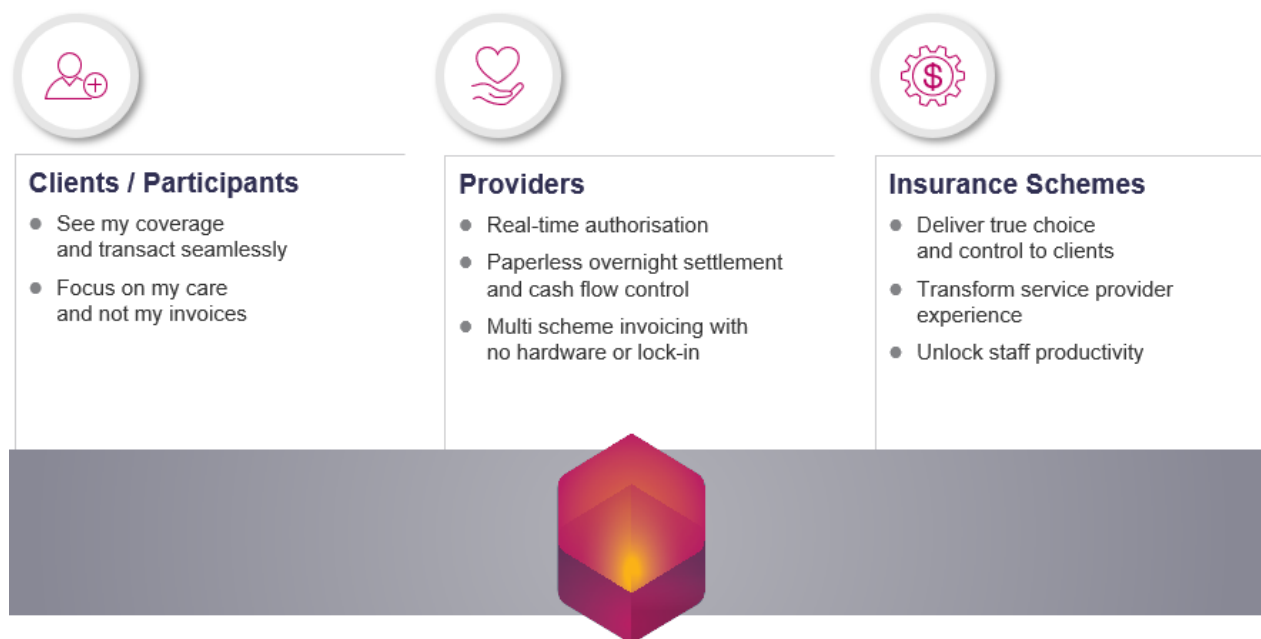 Clients / Participants
See my coverage
and transact seamlessly
Focus on my care
and not my invoices
Providers
Real-time authorisation
Paperless overnight settlement
and cash flow control
Multi scheme invoicing with
no hardware or lock-in
$
Insurance Schemes
Deliver true choice
and control to clients
Transform service provider
experience
Unlock staff productivity